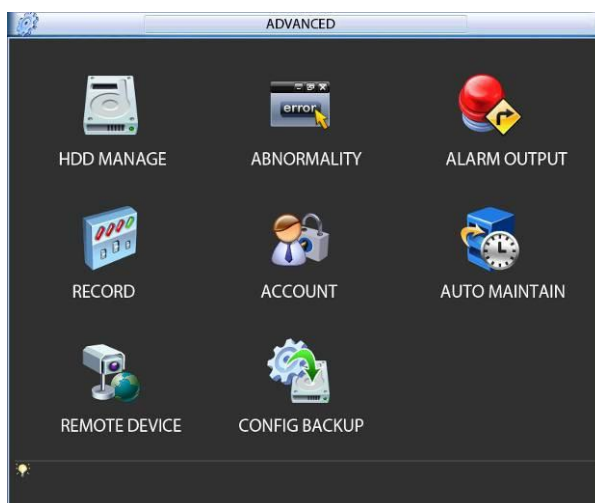 ADVANCED
error
HDD MANAGE
ABNORMALITY
ALARM OUTPUT
RECORD
ACCOUNT
AUTO MAINTAIN
REMOTE DEVICE
CONFIG BACKUP